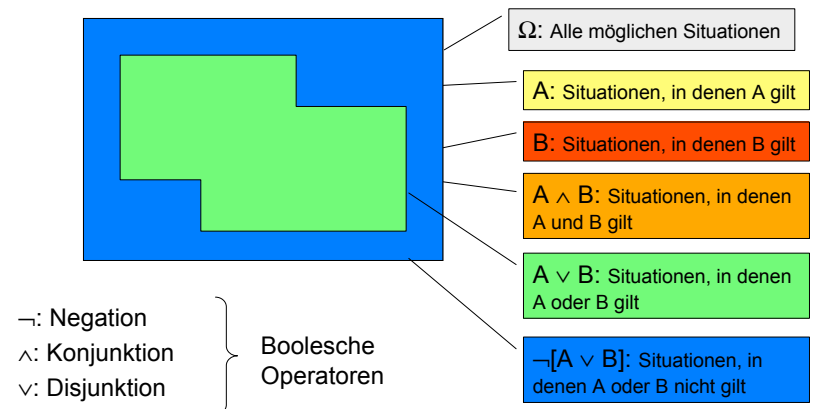 Ω: Alle möglichen Situationen
A: Situationen, in denen A gilt
B: Situationen, in denen B gilt
A ∧ B: Situationen, in denen
A und B gilt
A ∨ B: Situationen, in denen
A oder B gilt
¬[A ∨ B]: Situationen, in
denen A oder B nicht gilt
¬: Negation
∧: Konjunktion
∨: Disjunktion
Boolesche
Operatoren